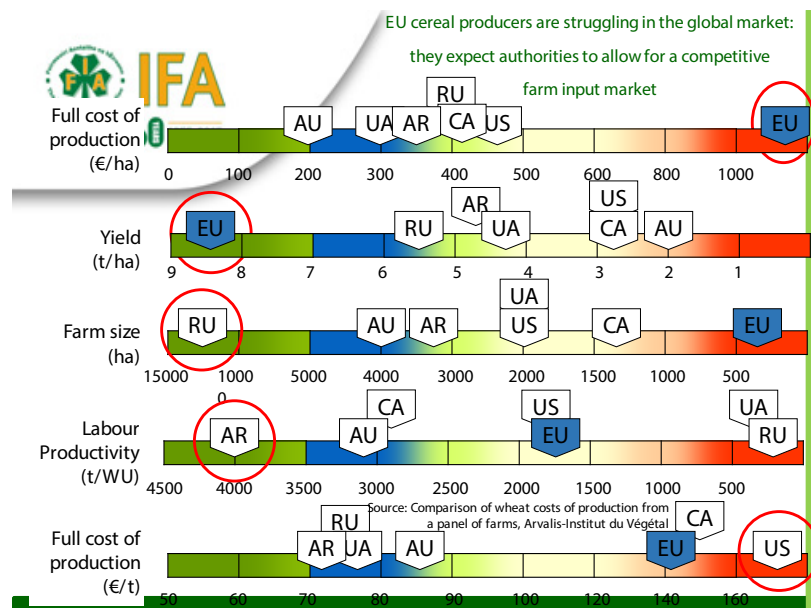 EU cereal producers are struggling in the global market:
they expect authorities to allow for a competitive
farm input market
IFA
Full cost of
production
(€/ha)
RU
AU UA AR CA US EU
0 100 200 300 400 500 600 800 1000
Yield
(t/ha)
AR US
EU RU UA CA AU
9 8 7 6 5 4 3 2 1
Farm size
(ha)
UA
RU AU AR US CA EU
15000 1000 5000 4000 3000 2000 1500 1000 500
0
Labour
Productivity
(t/WU)
CA US UA
AR AU EU RU
4500 4000 3500 3000 2500 2000 1500 1000 500
Source: Comparison of wheat costs of production from
a panel of farms, Arvalis-Institut du Végétal
Full cost of
production
(€/t)
RU CA
AR UA AU EU US
50 60 70 80 90 100 120 140 160